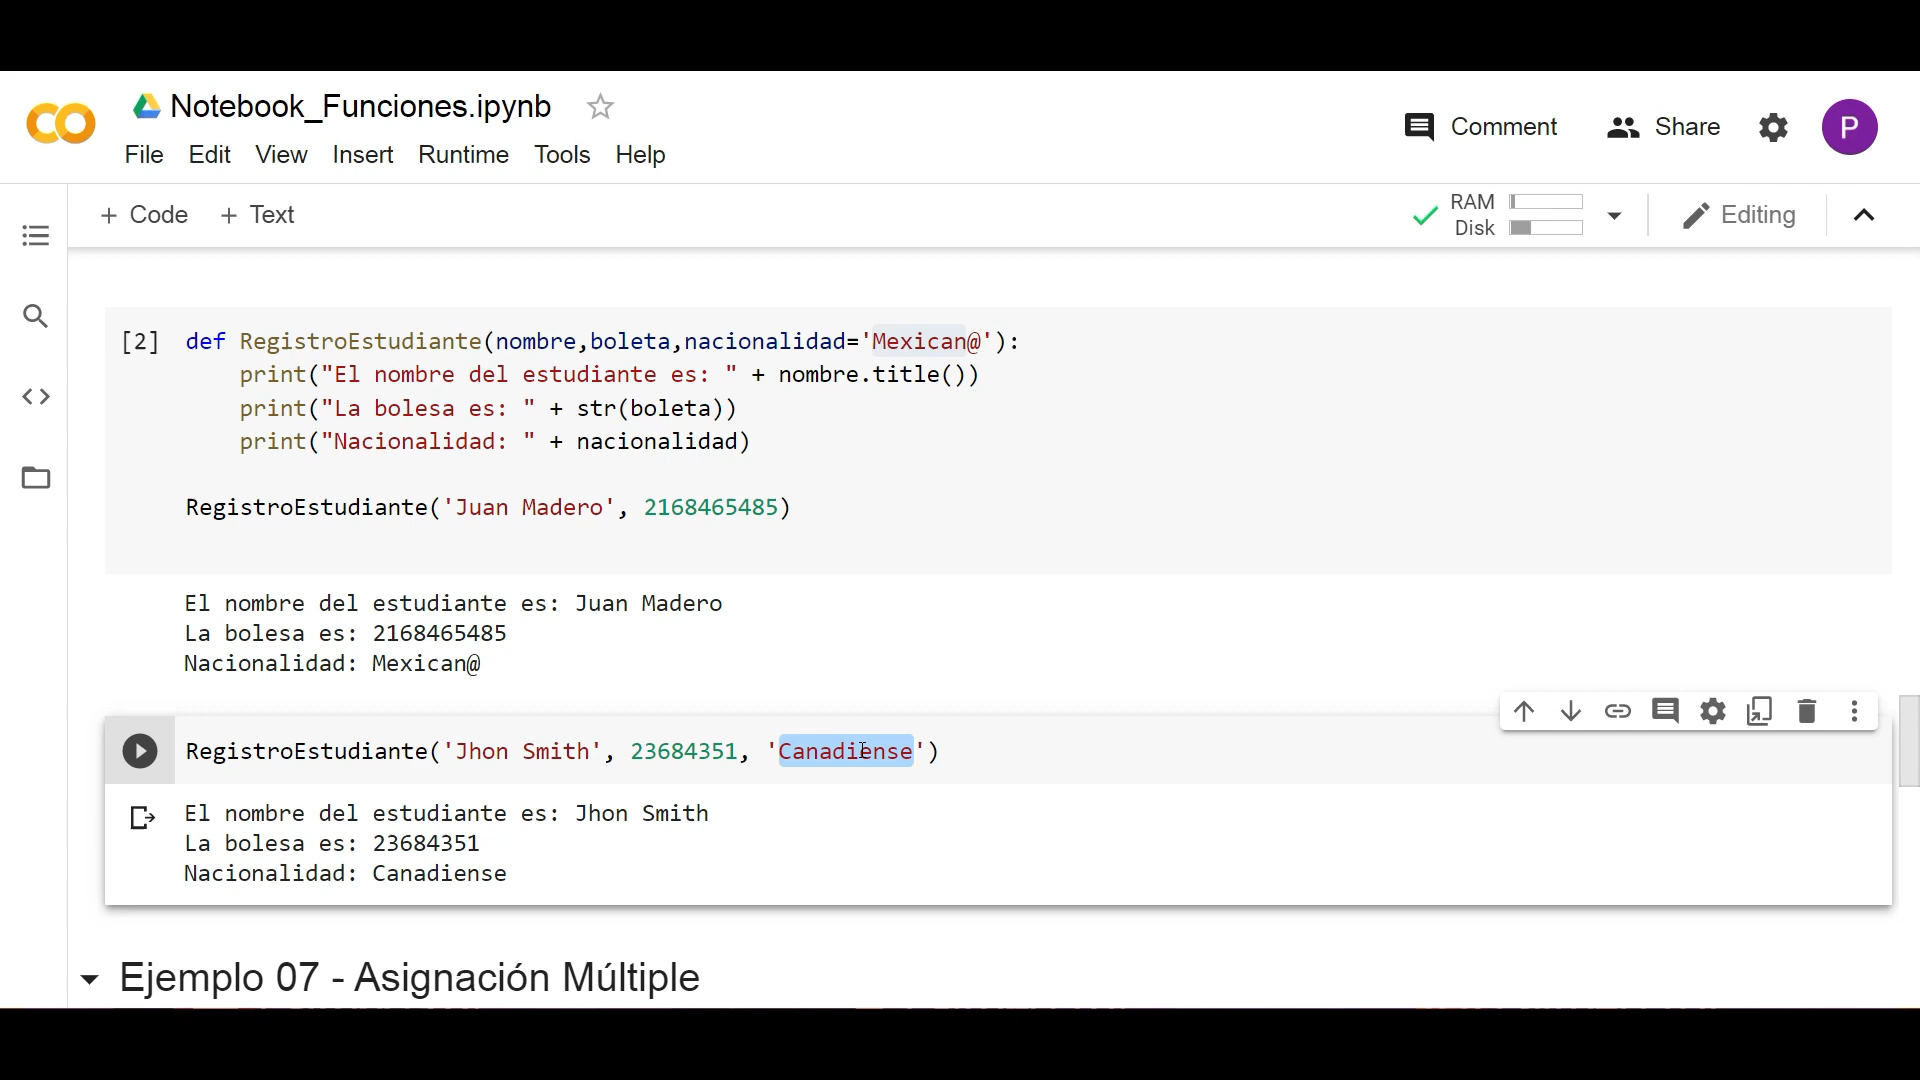 Notebook_Funciones.ipynb
Comment
Share
P
File Edit View Insert Runtime Tools Help
+ Code + Text
RAM
Disk
Editing
[2] def RegistroEstudiante(nombre,boleta,nacionalidad='Mexican@'):
print("El nombre del estudiante es: " + nombre.title())
print("La bolesa es: " + str(boleta))
print("Nacionalidad: " + nacionalidad)
RegistroEstudiante('Juan Madero', 2168465485)
El nombre del estudiante es: Juan Madero
La bolesa es: 2168465485
Nacionalidad: Mexican@
RegistroEstudiante('Jhon Smith', 23684351, 'Canadiense')
El nombre del estudiante es: Jhon Smith
La bolesa es: 23684351
Nacionalidad: Canadiense
Ejemplo 07 - Asignación Múltiple